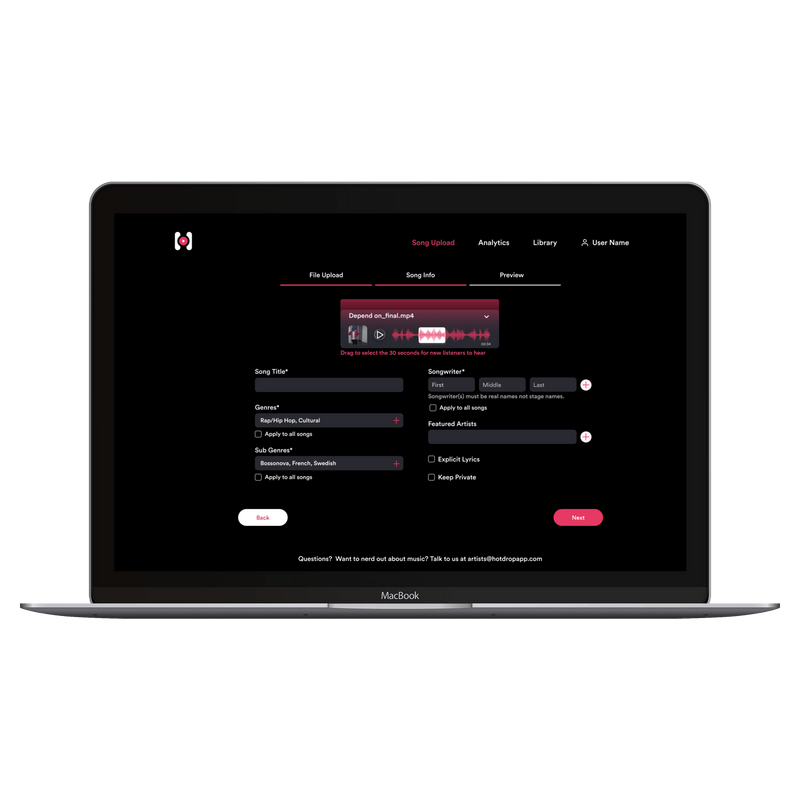 Song Upload Analytics Library User Name
File Upload Song Info Preview
Depend on_final.mp4
Drag to select the 30 seconds for new listeners to hear
Song Title*
Songwriter*
First Middle Last
Songwriter(s) must be real names not stage names.
Apply to all songs
Genres*
Rap/Hip Hop, Cultural
Apply to all songs
Featured Artists
Sub Genres*
Bossonova, French, Swedish
Apply to all songs
Explicit Lyrics
Keep Private
Back Next
Questions? Want to nerd out about music? Talk to us at artists@hotdropapp.com
MacBook